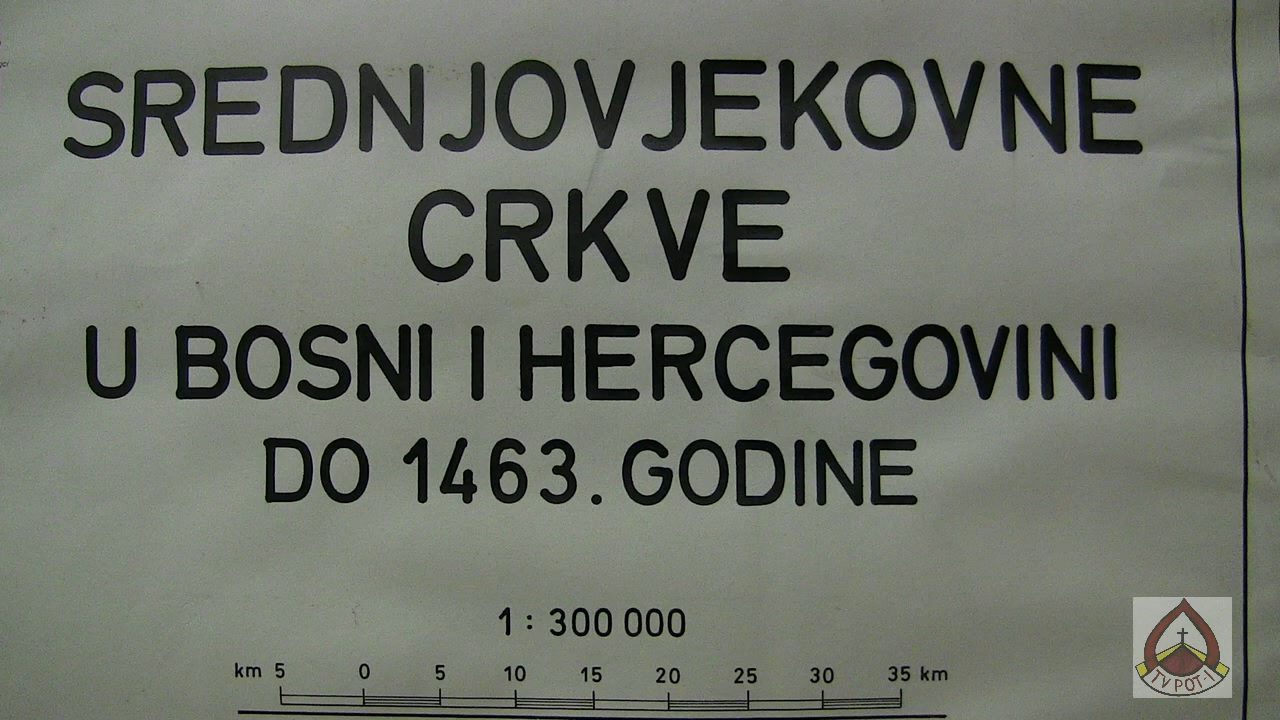 SREDNJOVJEKOVNE
CRKVE
U BOSNI I HERCEGOVINI
DO 1463. GODINE
1 : 300 000
km 5 0 5 10 15 20 25 30 35 km
TV POT-1